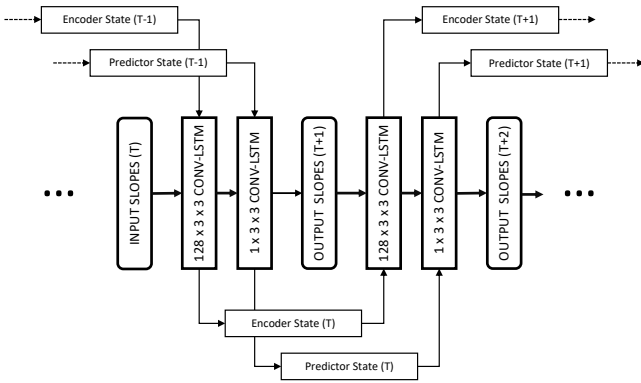 Encoder State (T-1)
Encoder State (T+1)
Predictor State (T-1)
Predictor State (T+1)
...
INPUT SLOPES (T)
128 x 3 x 3 CONV-LSTM
1 x 3 x 3 CONV-LSTM
OUTPUT SLOPES (T+1)
128 x 3 x 3 CONV-LSTM
1 x 3 x 3 CONV-LSTM
OUTPUT SLOPES (T+2)
...
Encoder State (T)
Predictor State (T)